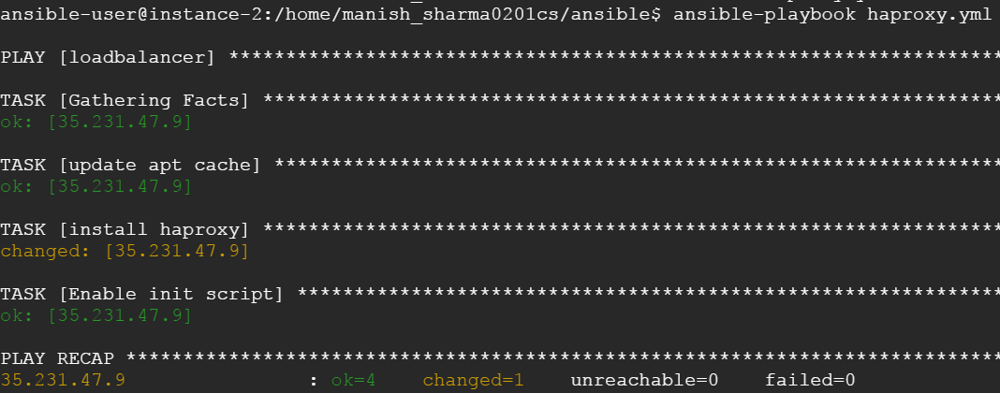 ansible-user@instance-2:/home/manish_sharma0201cs/ansible$ ansible-playbook haproxy.yml
PLAY [loadbalancer] ********************************************************************
TASK [Gathering Facts] *****************************************************************
ok: [35.231.47.9]
TASK [update apt cache] ****************************************************************
ok: [35.231.47.9]
TASK [install haproxy] *****************************************************************
changed: [35.231.47.9]
TASK [Enable init script] **************************************************************
ok: [35.231.47.9]
PLAY RECAP *****************************************************************************
35.231.47.9                : ok=4    changed=1    unreachable=0    failed=0